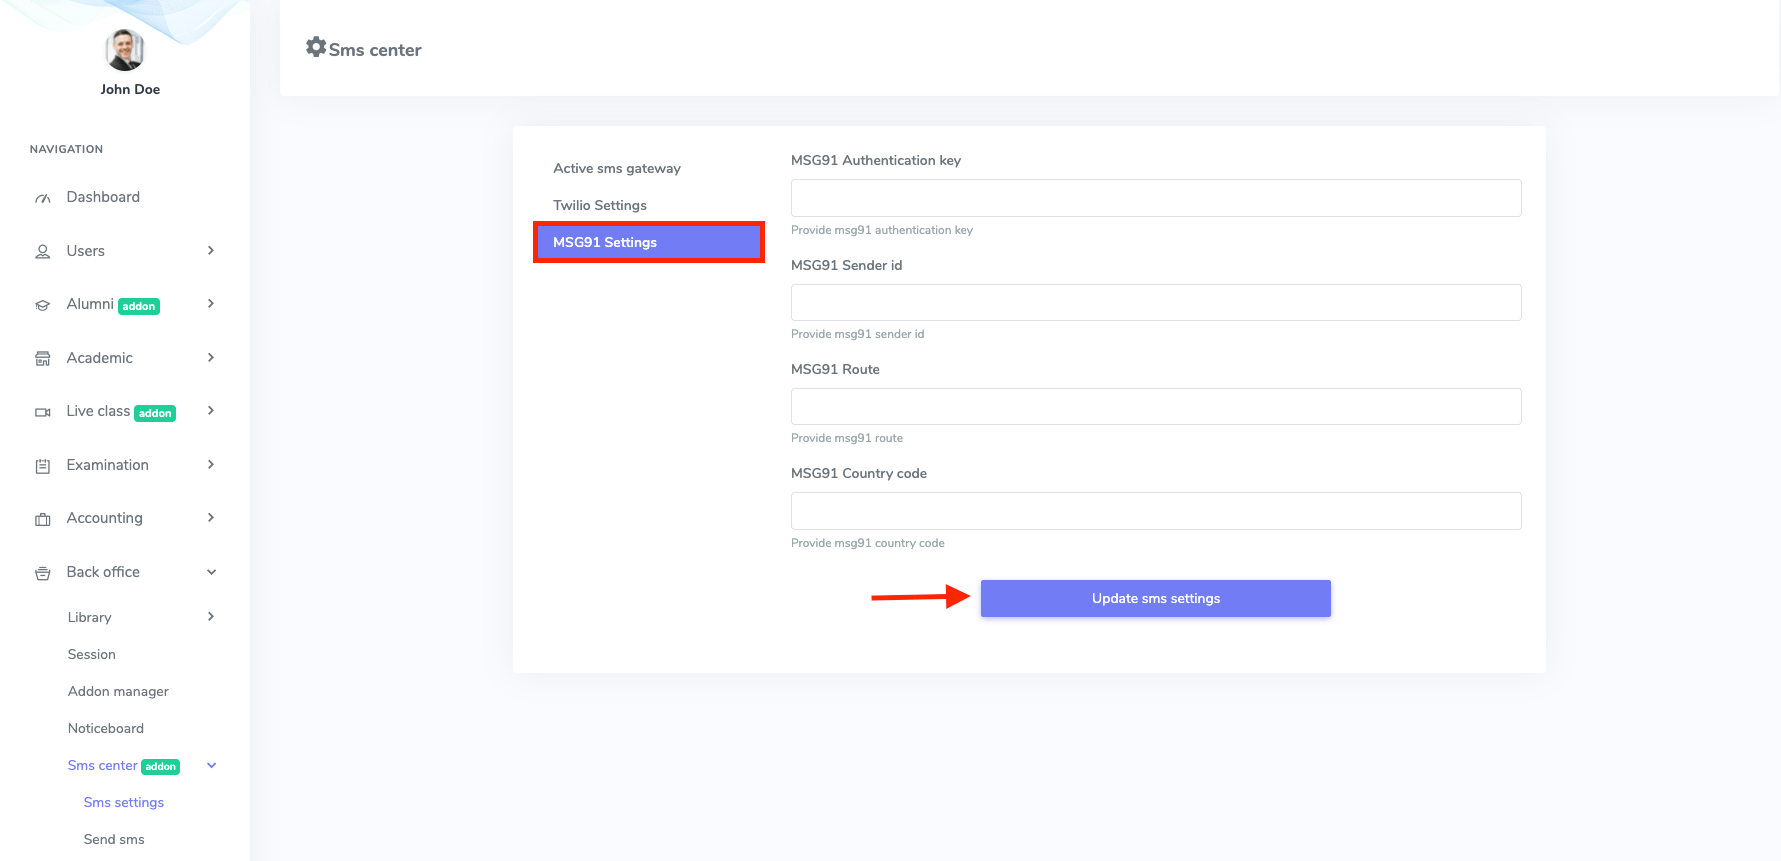 John Doe
NAVIGATION
Dashboard
Users
Alumni addon
Academic
Live class addon
Examination
Accounting
Back office
Library
Session
Addon manager
Noticeboard
Sms center addon
Sms settings
Send sms
Sms center
Active sms gateway
Twilio Settings
MSG91 Settings
MSG91 Authentication key
Provide msg91 authentication key
MSG91 Sender id
Provide msg91 sender id
MSG91 Route
Provide msg91 route
MSG91 Country code
Provide msg91 country code
Update sms settings